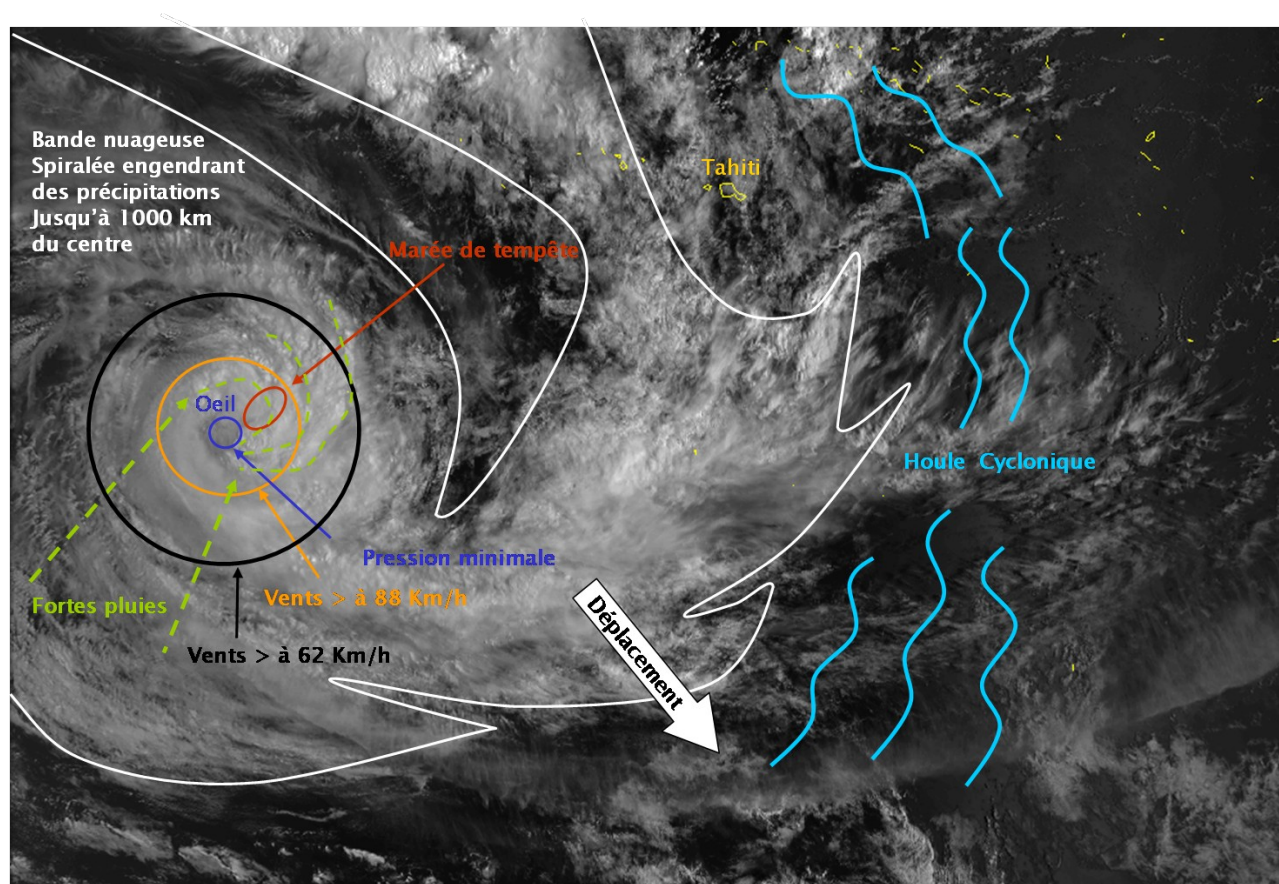 Bande nuageuse
Spiralée engendrant
des précipitations
Jusqu'à 1000 km
du centre
Tahiti
Marée de tempête
Oeil
Houle Cyclonique
Pression minimale
Vents > à 88 Km/h
Fortes pluies
Déplacement
Vents > à 62 Km/h